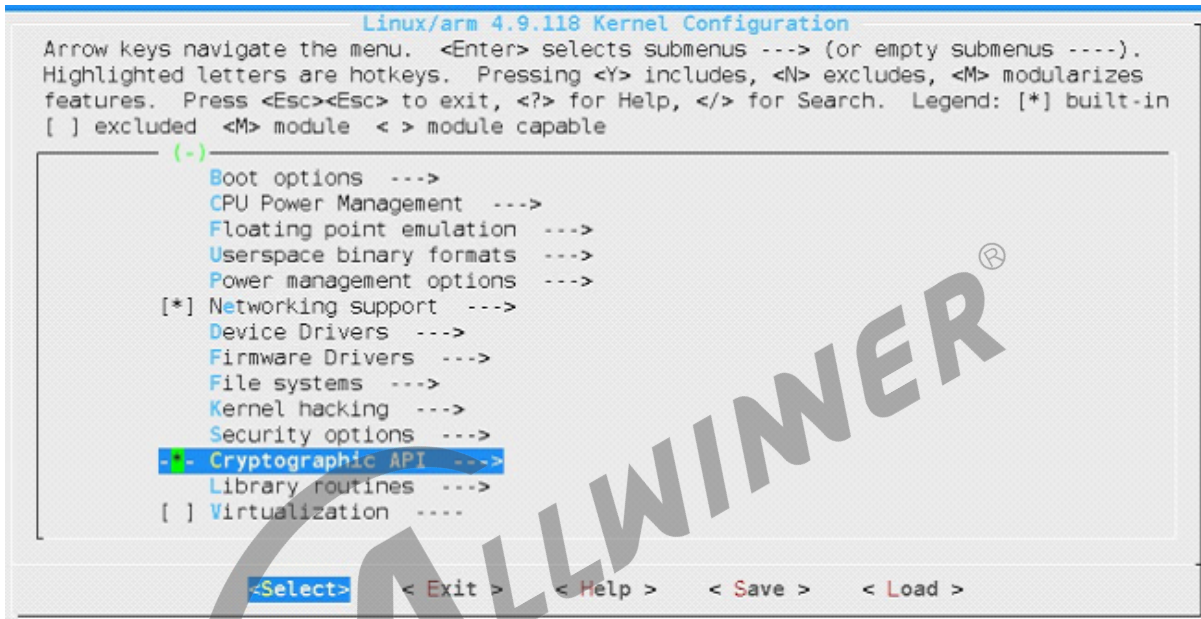 Linux/arm 4.9.118 Kernel Configuration
Arrow keys navigate the menu.  <Enter> selects submenus ---> (or empty submenus ----).
Highlighted letters are hotkeys.  Pressing <Y> includes, <N> excludes, <M> modularizes
features.  Press <Esc><Esc> to exit, <?> for Help, </> for Search.  Legend: [*] built-in
[ ] excluded  <M> module  < > module capable
(-)
Boot options  --->
CPU Power Management  --->
Floating point emulation  --->
Userspace binary formats  --->
Power management options  --->
[*] Networking support  --->
Device Drivers  --->
Firmware Drivers  --->
File systems  --->
Kernel hacking  --->
Security options  --->
-*- Cryptographic API  --->
Library routines  --->
[ ] Virtualization  ----
<Select>    < Exit >    < Help >    < Save >    < Load >
ALLWINNER®